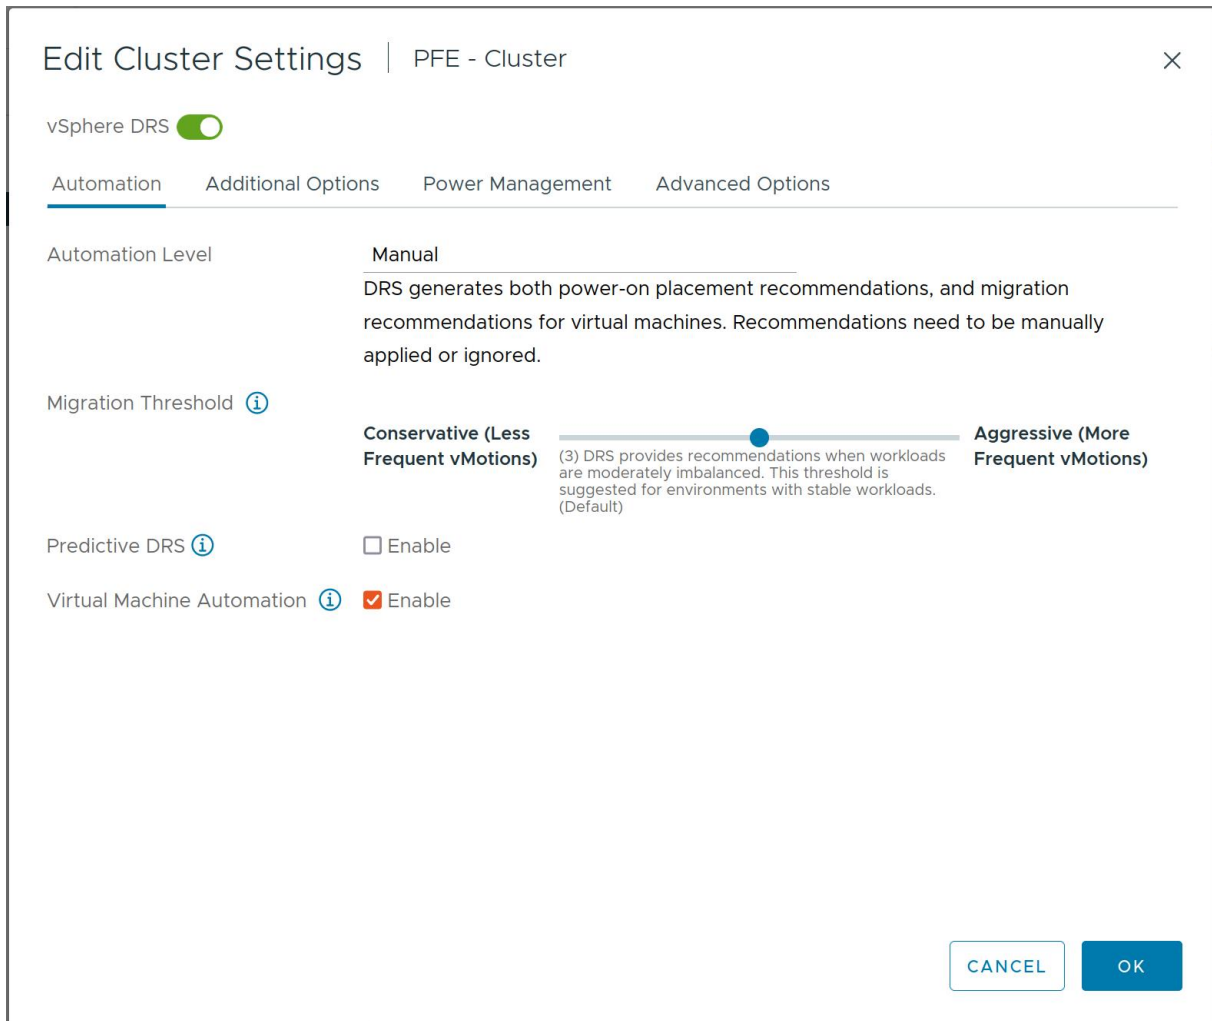 Edit Cluster Settings | PFE - Cluster
vSphere DRS
Automation Additional Options Power Management Advanced Options
Automation Level Manual
DRS generates both power-on placement recommendations, and migration
recommendations for virtual machines. Recommendations need to be manually
applied or ignored.
Migration Threshold
Conservative (Less
Frequent vMotions)
(3) DRS provides recommendations when workloads
are moderately imbalanced. This threshold is
suggested for environments with stable workloads.
(Default)
Aggressive (More
Frequent vMotions)
Predictive DRS Enable
Virtual Machine Automation Enable
CANCEL OK